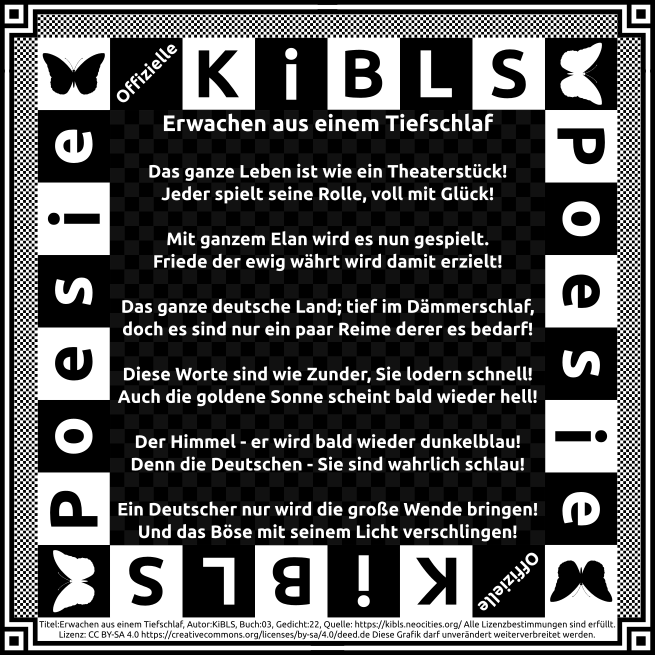 Offizielle KiBLS
Poesie
Poesie
Erwachen aus einem Tiefschlaf
Das ganze Leben ist wie ein Theaterstück!
Jeder spielt seine Rolle, voll mit Glück!
Mit ganzem Elan wird es nun gespielt.
Friede der ewig währt wird damit erzielt!
Das ganze deutsche Land; tief im Dämmerschlaf,
doch es sind nur ein paar Reime derer es bedarf!
Diese Worte sind wie Zunder, Sie lodern schnell!
Auch die goldene Sonne scheint bald wieder hell!
Der Himmel - er wird bald wieder dunkelblau!
Denn die Deutschen - Sie sind wahrlich schlau!
Ein Deutscher nur wird die große Wende bringen!
Und das Böse mit seinem Licht verschlingen!
Offizielle KiBLS
Titel:Erwachen aus einem Tiefschlaf, Autor:KiBLS, Buch:03, Gedicht:22, Quelle: https://kibls.neocities.org/ Alle Lizenzbestimmungen sind erfüllt.
Lizenz: CC BY-SA 4.0 https://creativecommons.org/licenses/by-sa/4.0/deed.de Diese Grafik darf unverändert weiterverbreitet werden.